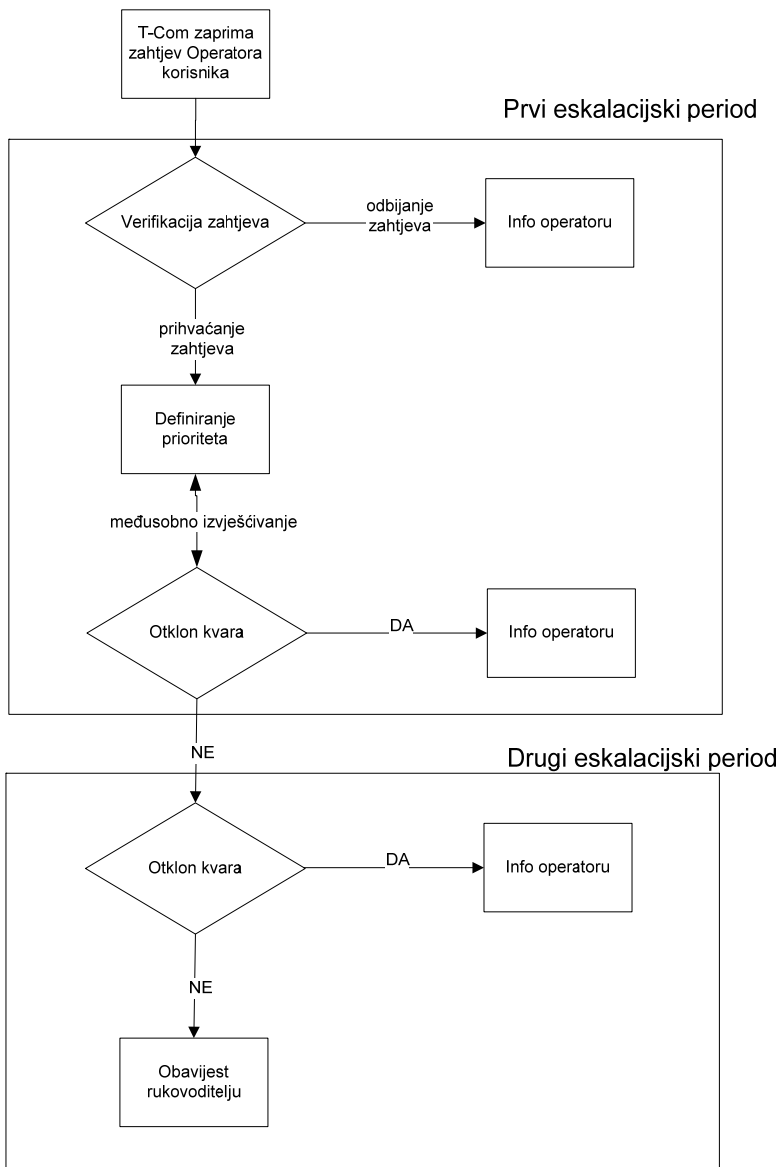 T-Com zaprima
zahtjev Operatora
korisnika
Prvi eskalacijski period
Verifikacija zahtjeva
odbijanje
zahtjeva
Info operatoru
prihvaćanje
zahtjeva
Definiranje
prioriteta
međusobno izvješćivanje
Otklon kvara
DA
Info operatoru
NE
Drugi eskalacijski period
Otklon kvara
DA
Info operatoru
NE
Obavijest
rukovoditelju